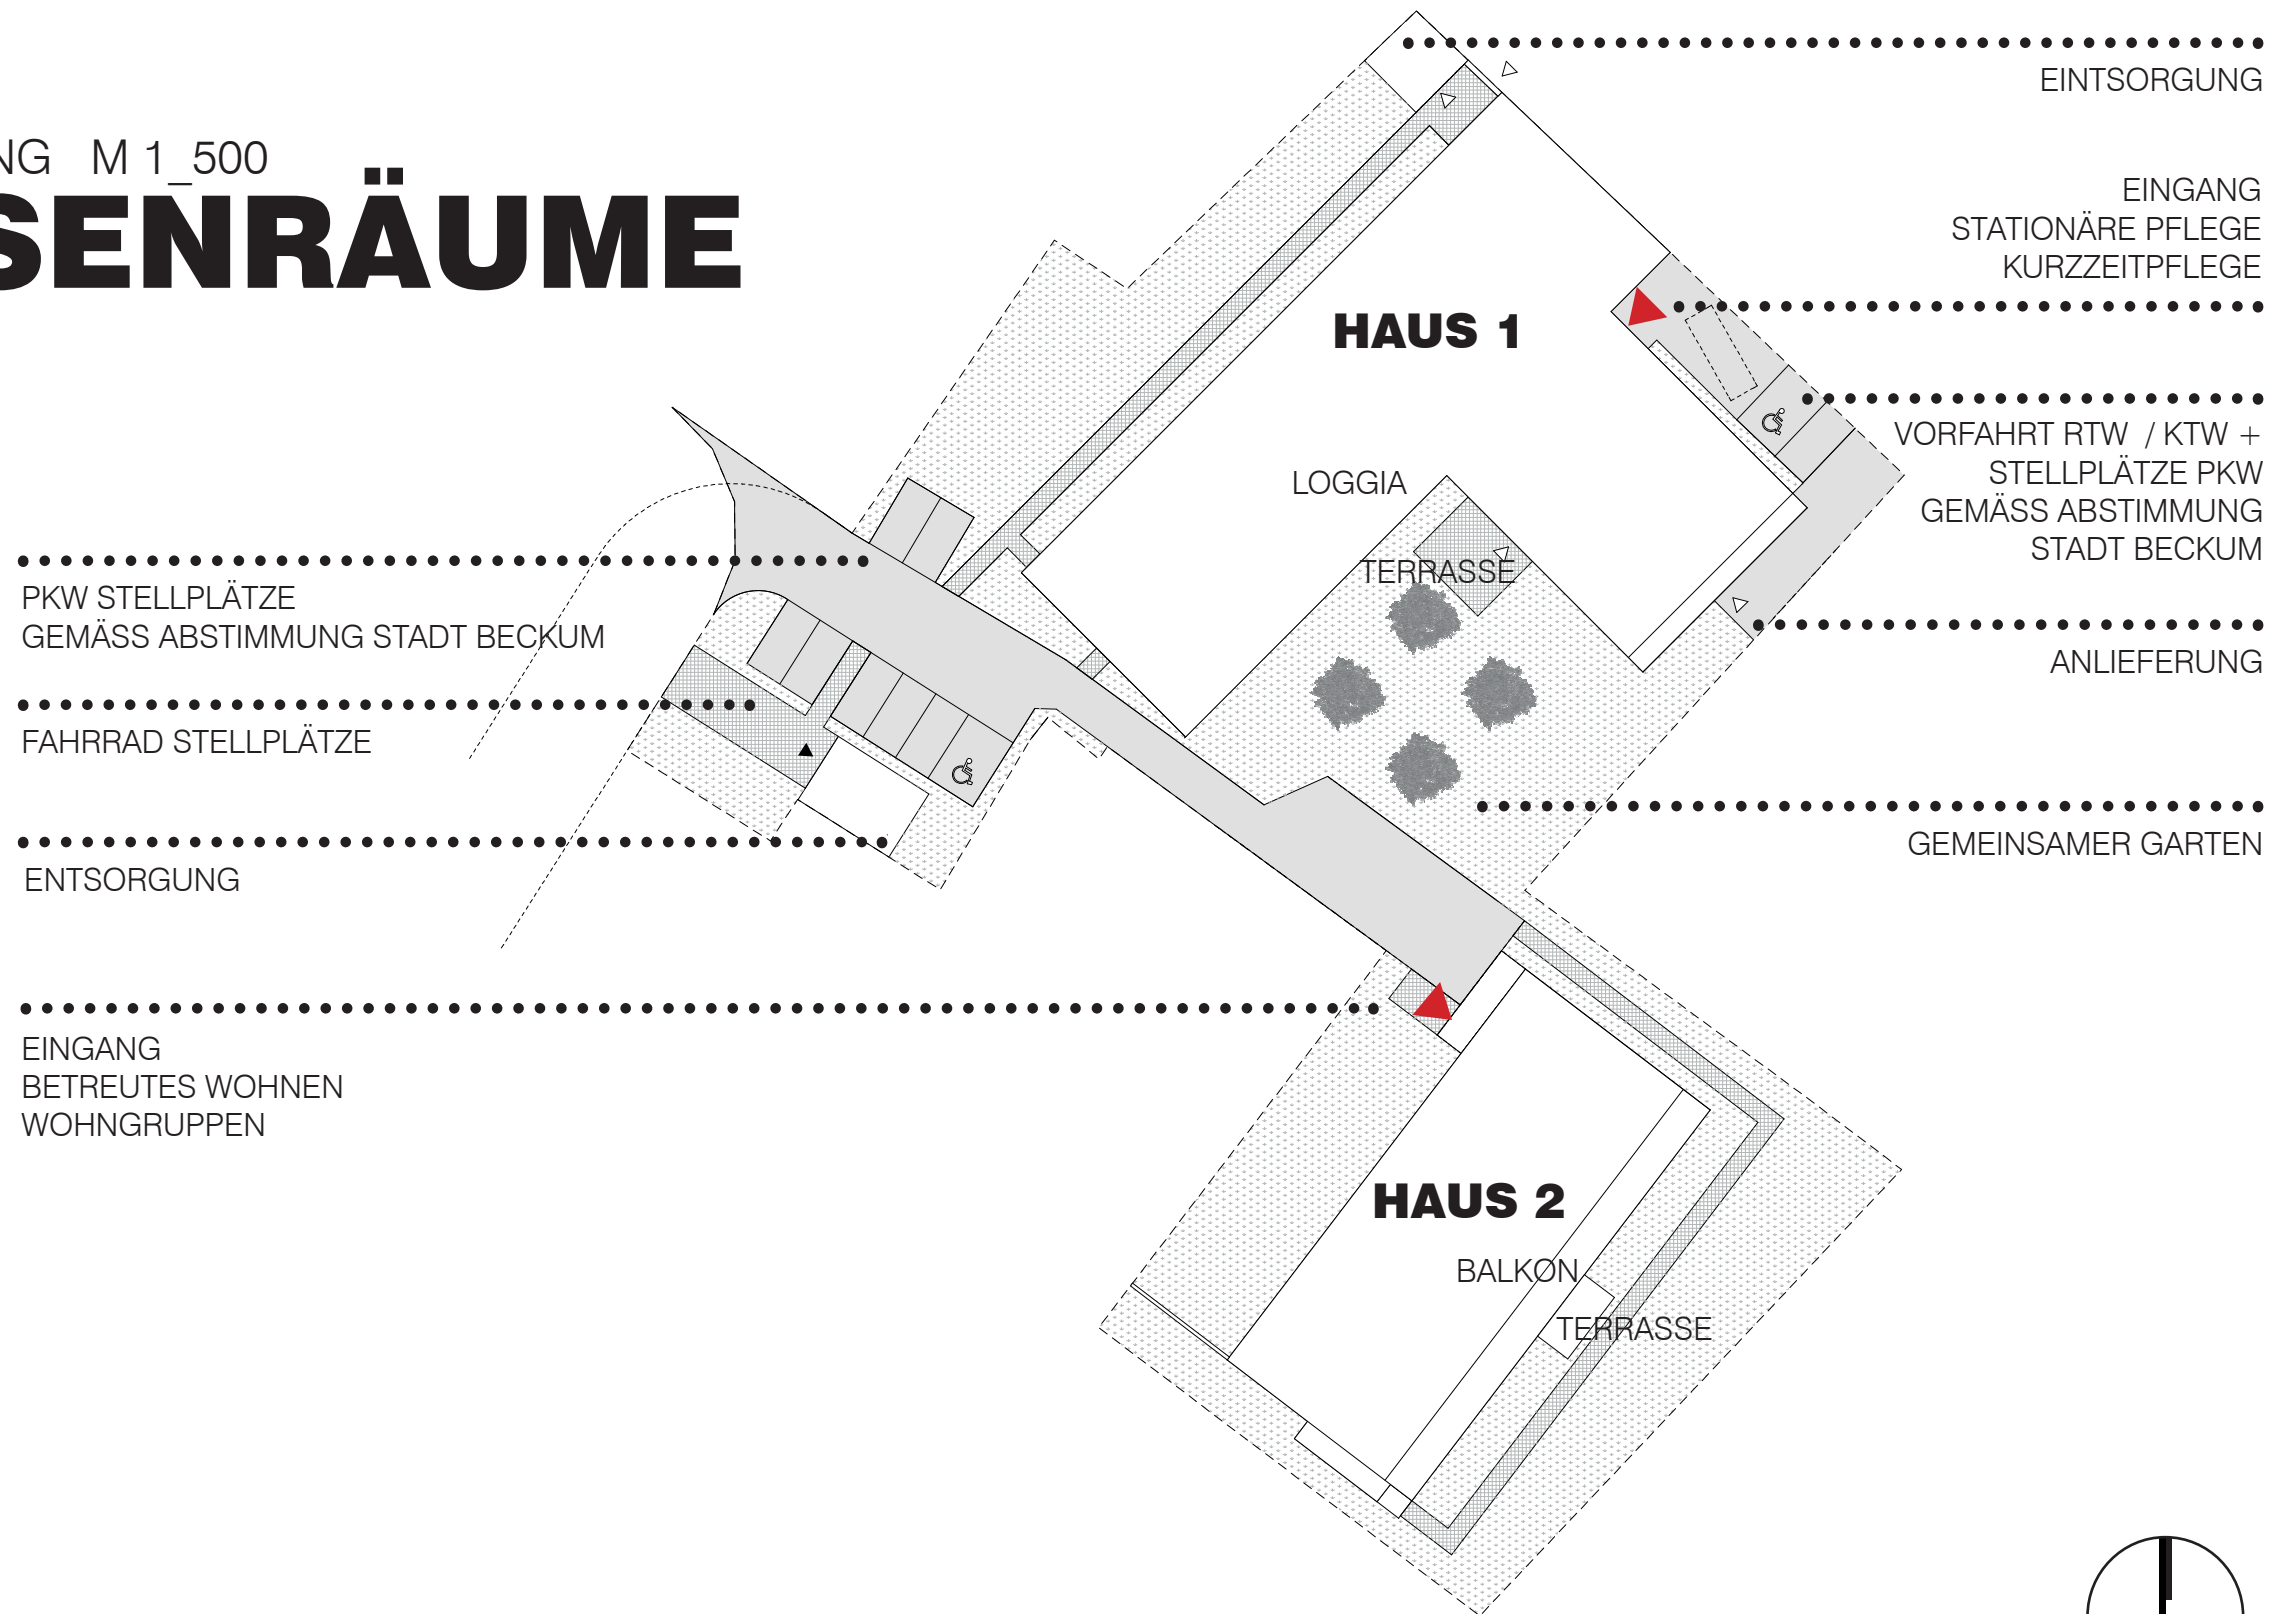 NG M 1_500
SENRÄUME
EINTSORGUNG
EINGANG
STATIONÄRE PFLEGE
KURZZEITPFLEGE
HAUS 1
VORFAHRT RTW / KTW +
STELLPLÄTZE PKW
GEMÄSS ABSTIMMUNG
STADT BECKUM
LOGGIA
TERRASSE
PKW STELLPLÄTZE
GEMÄSS ABSTIMMUNG STADT BECKUM
ANLIEFERUNG
FAHRRAD STELLPLÄTZE
GEMEINSAMER GARTEN
ENTSORGUNG
EINGANG
BETREUTES WOHNEN
WOHNGRUPPEN
HAUS 2
BALKON
TERRASSE